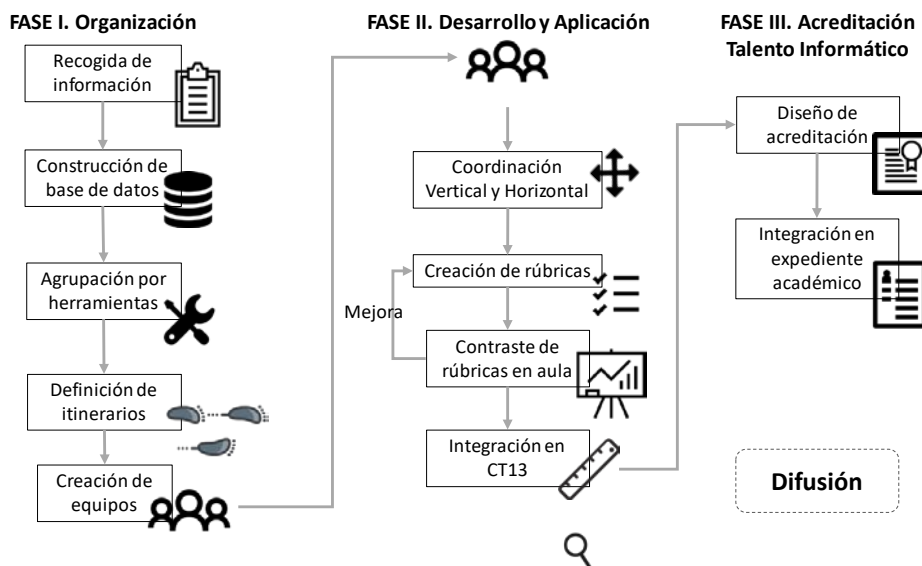 FASE I. Organización
Recogida de
información
Construcción de
base de datos
Agrupación por
herramientas
Definición de
itinerarios
Creación de
equipos
FASE II. Desarrollo y Aplicación
Coordinación
Vertical y Horizontal
Creación de rúbricas
Mejora
Contraste de
rúbricas en aula
Integración en
CT13
FASE III. Acreditación
Talento Informático
Diseño de
acreditación
Integración en
expediente
académico
Difusión